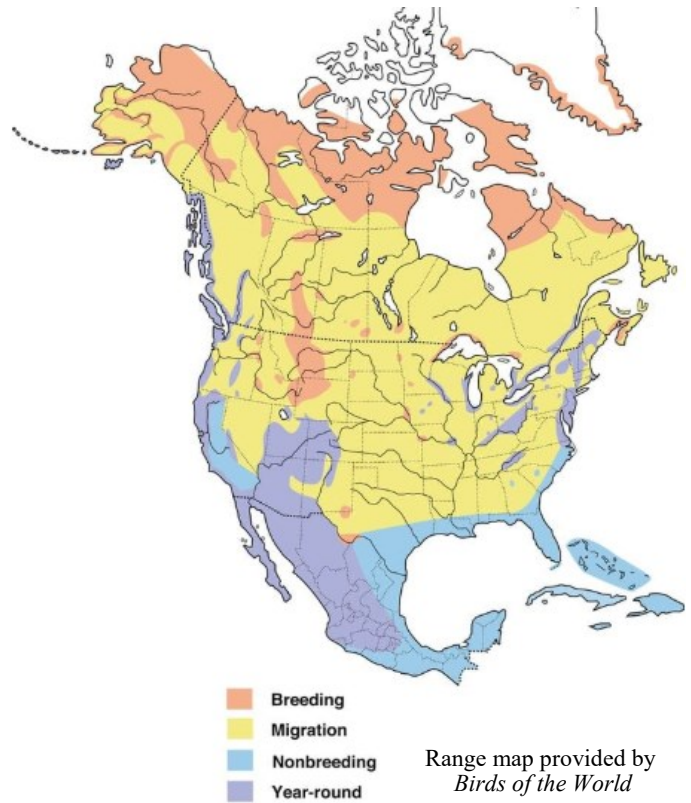 Breeding
Migration
Nonbreeding
Year-round
Range map provided by
Birds of the World